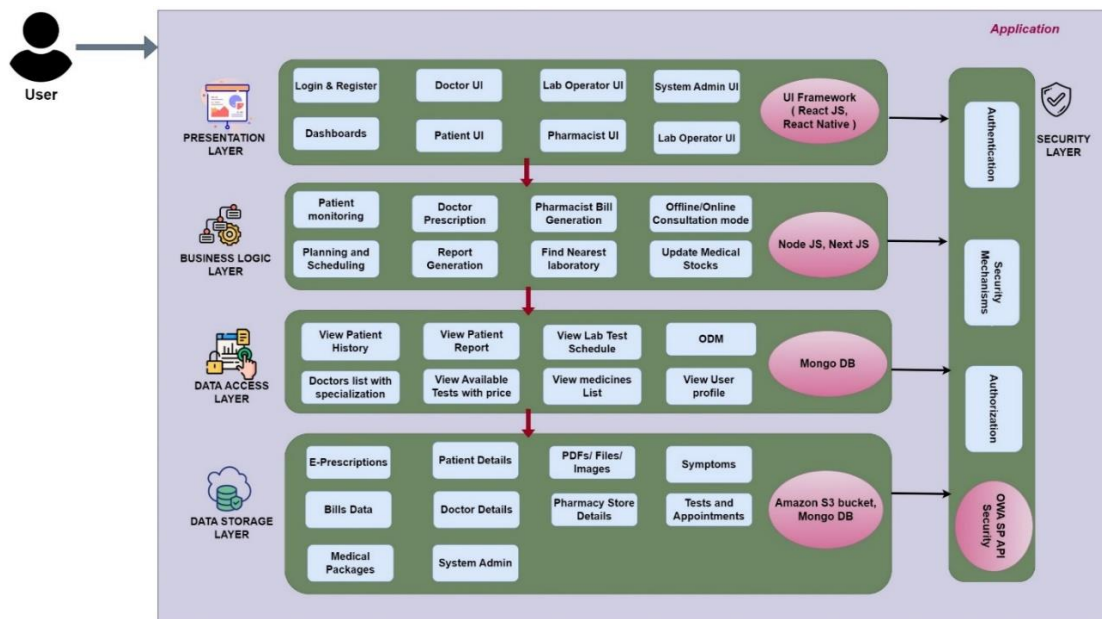 Application
User
PRESENTATION
LAYER
Login & Register
Doctor UI
Lab Operator UI
System Admin UI
Dashboards
Patient UI
Pharmacist UI
Lab Operator UI
UI Framework
( React JS,
React Native )
BUSINESS LOGIC
LAYER
Patient
monitoring
Doctor
Prescription
Pharmacist Bill
Generation
Offline/Online
Consultation mode
Planning and
Scheduling
Report
Generation
Find Nearest
laboratory
Update Medical
Stocks
Node JS, Next JS
DATA ACCESS
LAYER
View Patient
History
View Patient
Report
View Lab Test
Schedule
ODM
Doctors list with
specialization
View Available
Tests with price
View medicines
List
View User
profile
Mongo DB
DATA STORAGE
LAYER
E-Prescriptions
Patient Details
PDFs/ Files/
Images
Symptoms
Bills Data
Doctor Details
Pharmacy Store
Details
Tests and
Appointments
Medical
Packages
System Admin
Amazon S3 bucket,
Mongo DB
SECURITY
LAYER
Authentication
Security
Mechanisms
Authorization
OWA SP API
Security